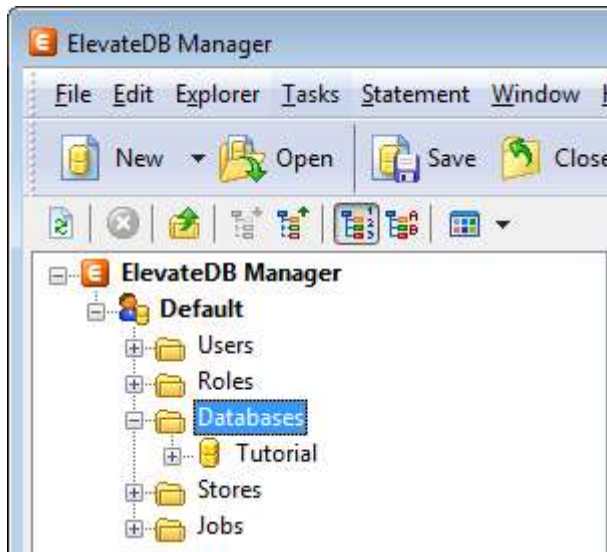 ElevateDB Manager
File Edit Explorer Tasks Statement Window
New Open Save Close
ElevateDB Manager
Default
Users
Roles
Databases
Tutorial
Stores
Jobs